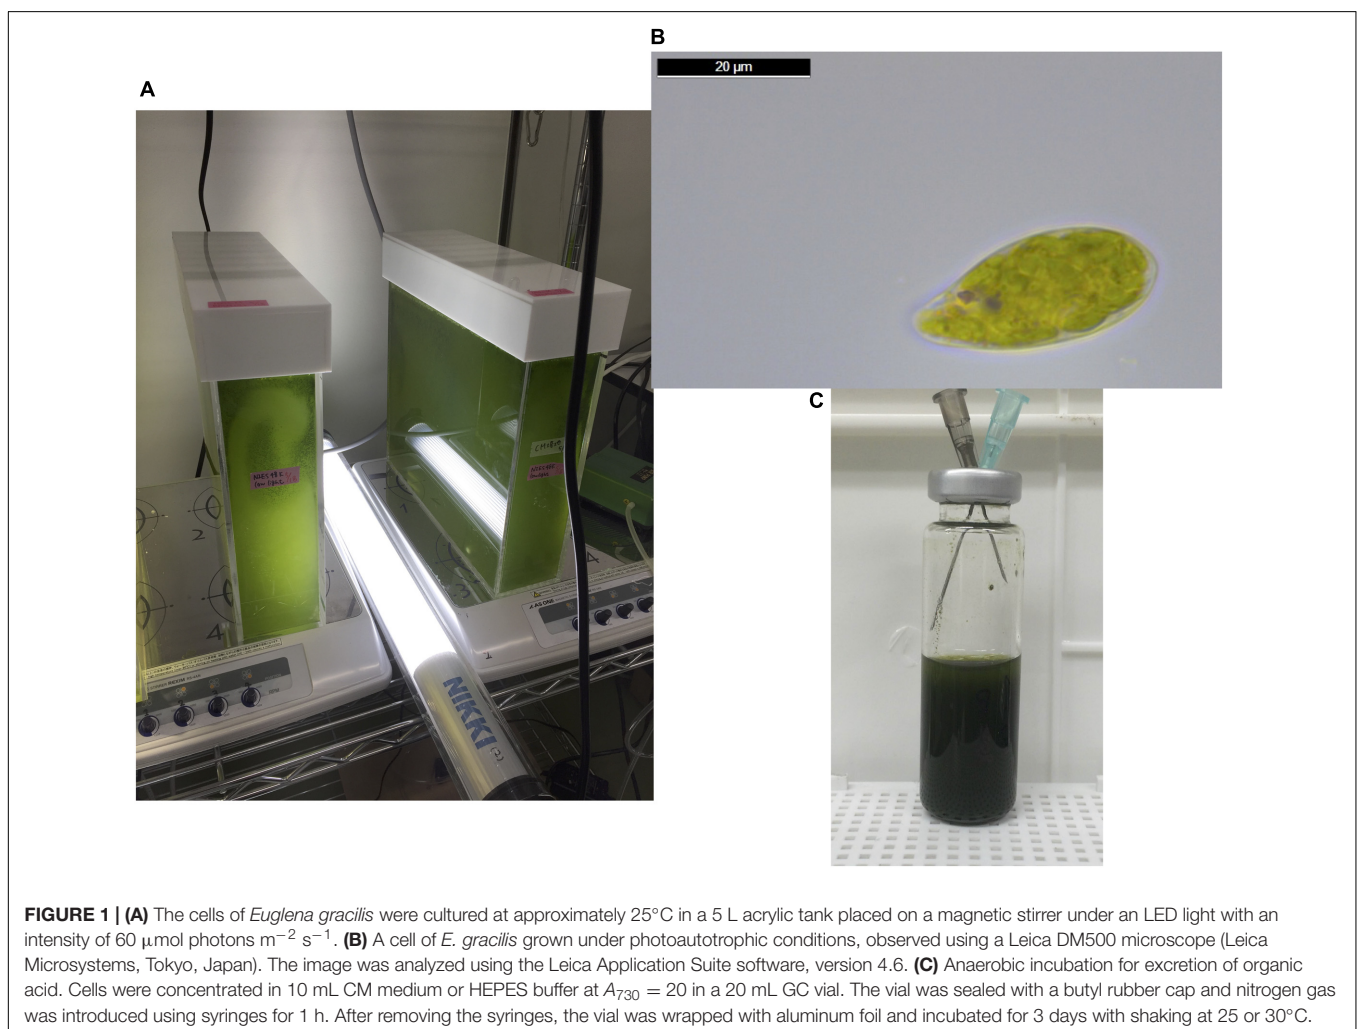 B
20 µm
A
C
2
4
4
3
NIKKI
FIGURE 1 | (A) The cells of Euglena gracilis were cultured at approximately 25°C in a 5 L acrylic tank placed on a magnetic stirrer under an LED light with an
intensity of 60 µmol photons m−2 s−1. (B) A cell of E. gracilis grown under photoautotrophic conditions, observed using a Leica DM500 microscope (Leica
Microsystems, Tokyo, Japan). The image was analyzed using the Leica Application Suite software, version 4.6. (C) Anaerobic incubation for excretion of organic
acid. Cells were concentrated in 10 mL CM medium or HEPES buffer at A730 = 20 in a 20 mL GC vial. The vial was sealed with a butyl rubber cap and nitrogen gas
was introduced using syringes for 1 h. After removing the syringes, the vial was wrapped with aluminum foil and incubated for 3 days with shaking at 25 or 30°C.